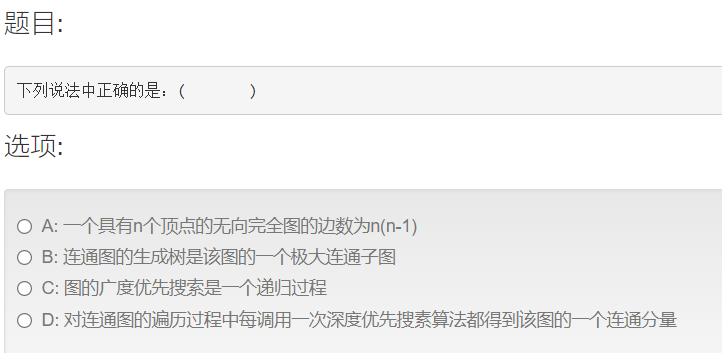 题目:
下列说法中正确的是:(      )
选项:
A: 一个具有n个顶点的无向完全图的边数为n(n-1)
B: 连通图的生成树是该图的一个极大连通子图
C: 图的广度优先搜索是一个递归过程
D: 对连通图的遍历过程中每调用一次深度优先搜素算法都得到该图的一个连通分量